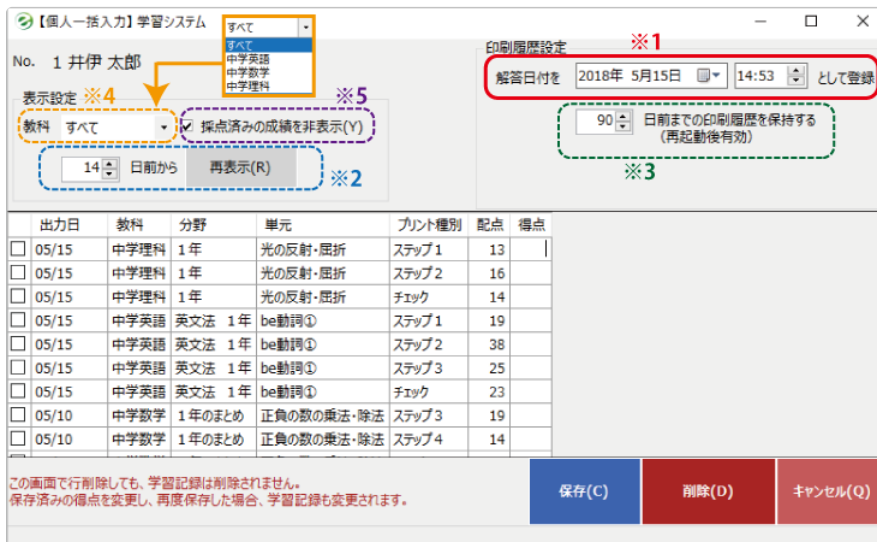 【個人一括入力】学習システム
すべて
すべて
中学英語
中学数学
中学理科
No. 1 井伊 太郎
印刷履歴設定
※1
解答日付を 2018年 5月15日 14:53 として登録
表示設定 ※4
※5
教科 すべて 採点済みの成績を非表示(Y)
90 日前までの印刷履歴を保持する
(再起動後有効)
14 日前から 再表示(R)
※2
※3
出力日 教科 分野 単元 プリント種別 配点 得点
05/15 中学理科 1年 光の反射・屈折 ステップ1 13
05/15 中学理科 1年 光の反射・屈折 ステップ2 16
05/15 中学理科 1年 光の反射・屈折 チェック 14
05/15 中学英語 英文法 1年 be動詞① ステップ1 19
05/15 中学英語 英文法 1年 be動詞① ステップ2 38
05/15 中学英語 英文法 1年 be動詞① ステップ3 25
05/15 中学英語 英文法 1年 be動詞① チェック 23
05/10 中学数学 1年のまとめ 正負の数の乗法・除法 ステップ3 19
05/10 中学数学 1年のまとめ 正負の数の乗法・除法 ステップ4 14
この画面で行削除しても、学習記録は削除されません。
保存済みの得点を変更し、再度保存した場合、学習記録も変更されます。
保存(C) 削除(D) キャンセル(Q)